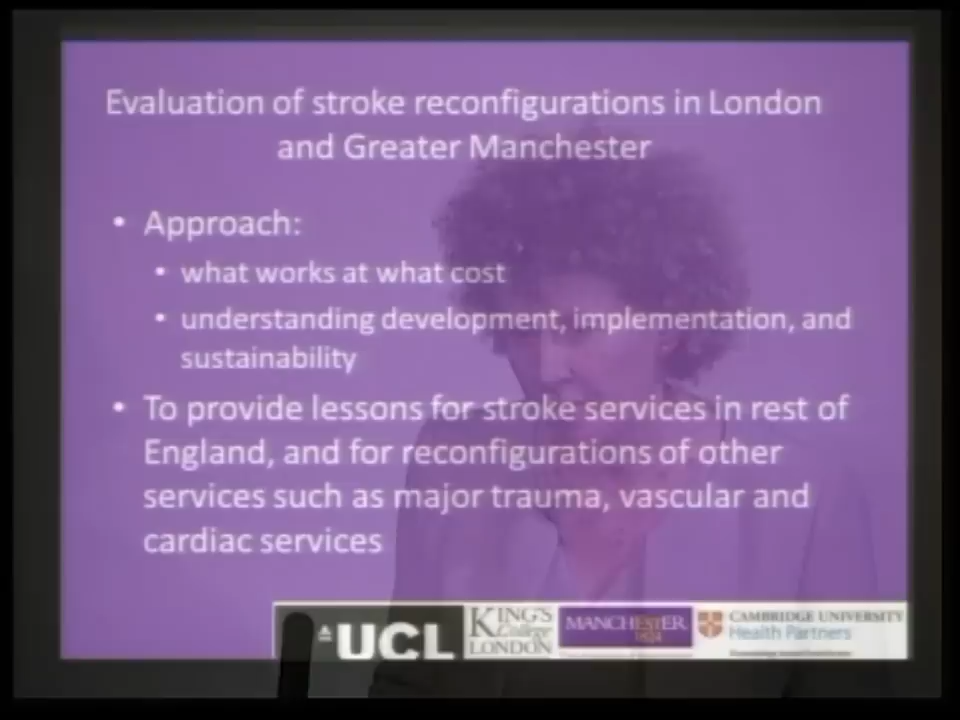 Evaluation of stroke reconfigurations in London
and Greater Manchester
• Approach:
• what works at what cost
• understanding development, implementation, and
sustainability
• To provide lessons for stroke services in rest of
England, and for reconfigurations of other
services such as major trauma, vascular and
cardiac services
UCL
KING'S
College
LONDON
MANCHESTER
1824
CAMBRIDGE UNIVERSITY
Health Partners